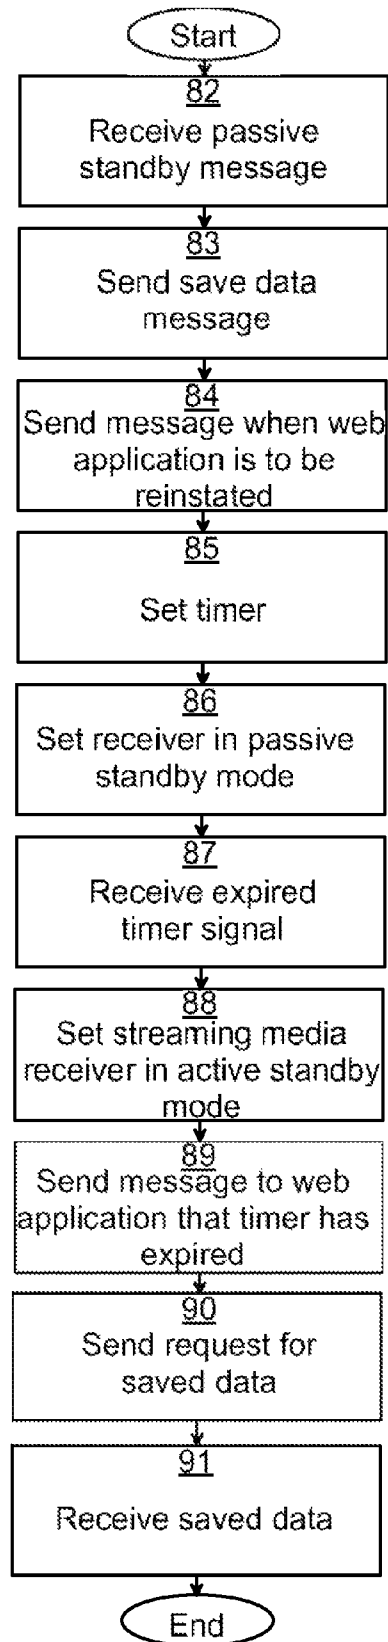 Start
82
Receive passive
standby message
83
Send save data
message
84
Send message when web
application is to be
reinstated
85
Set timer
86
Set receiver in passive
standby mode
87
Receive expired
timer signal
88
Set streaming media
receiver in active standby
mode
89
Send message to web
application that timer has
expired
90
Send request for
saved data
91
Receive saved data
End